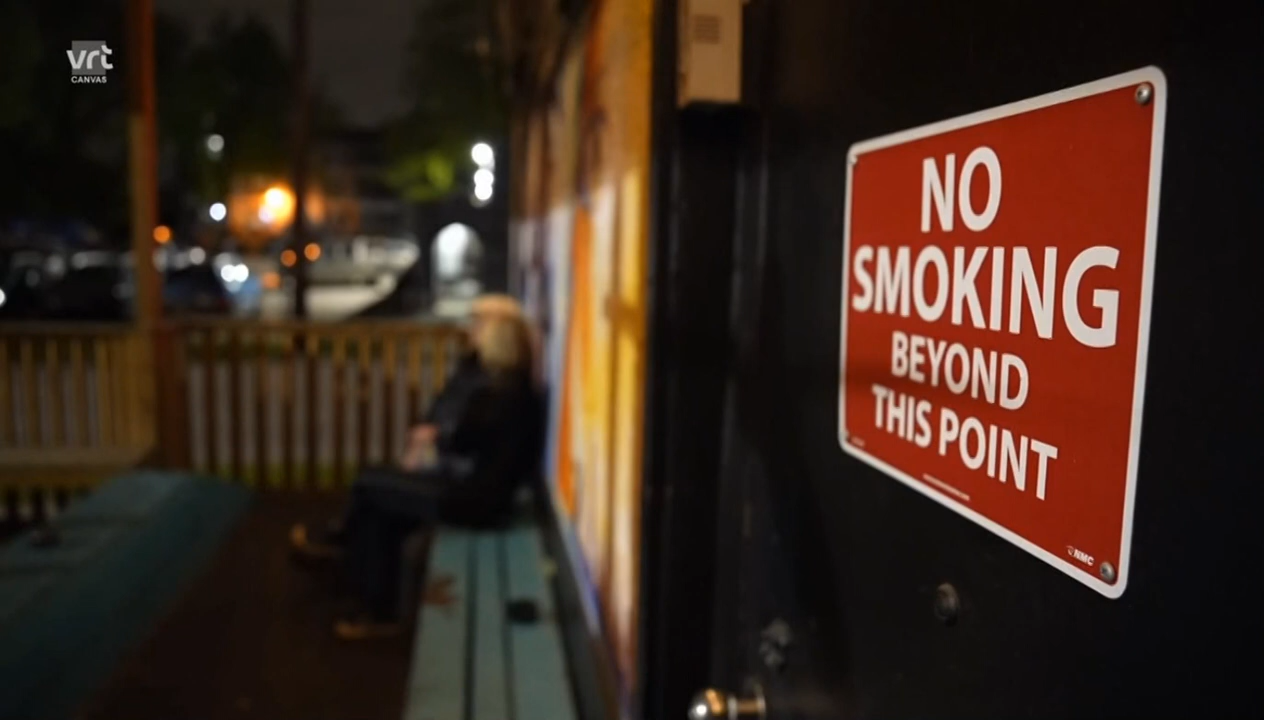 vrt
CANVAS
NO
SMOKING
BEYOND
THIS POINT
NMC